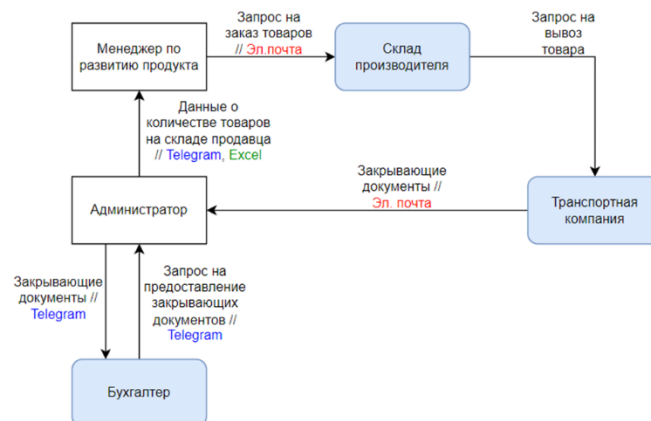 Менеджер по
развитию продукта
Запрос на
заказ товаров
// Эл.почта
Склад
производителя
Запрос на
вывоз
товара
Данные о
количестве товаров
на складе продавца
// Telegram, Excel
Администратор
Закрывающие
документы //
Эл. почта
Транспортная
компания
Закрывающие
документы //
Telegram
Запрос на
предоставление
закрывающих
документов //
Telegram
Бухгалтер